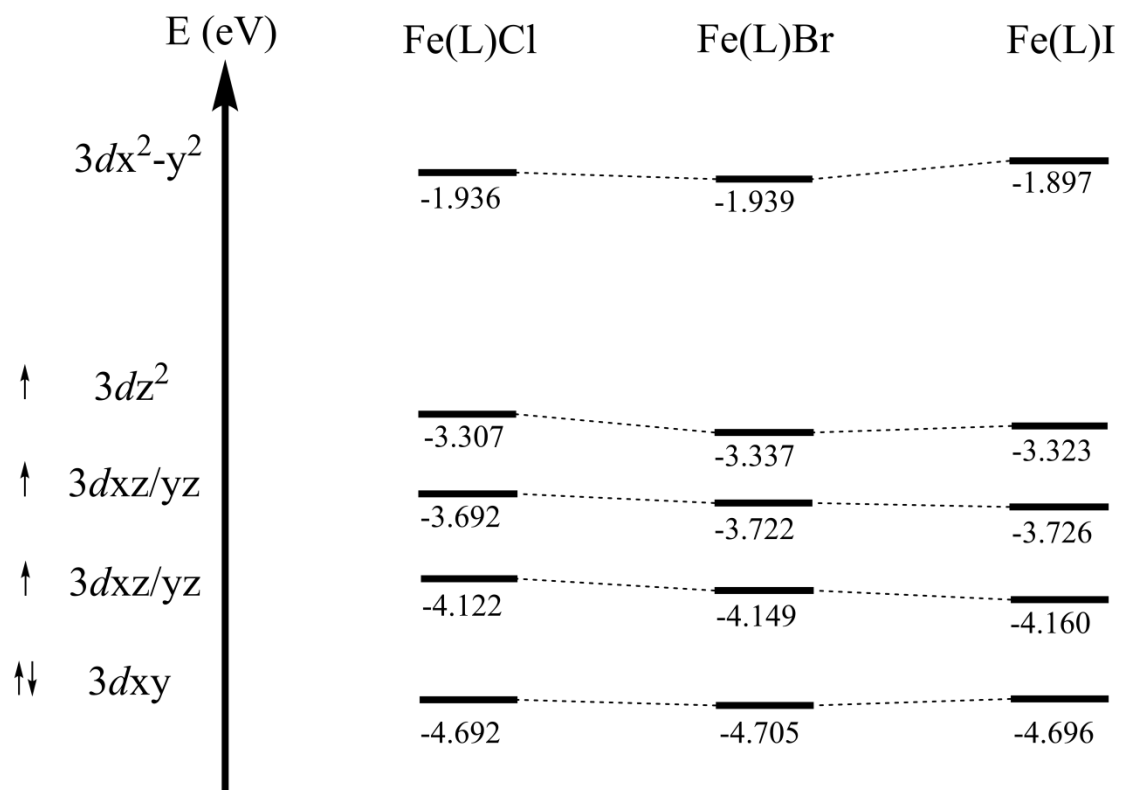 E (eV) Fe(L)Cl Fe(L)Br Fe(L)I
3dx²-y²
-1.936 -1.939 -1.897
↑ 3dz²
-3.307 -3.337 -3.323
↑ 3dxz/yz
-3.692 -3.722 -3.726
↑ 3dxz/yz
-4.122 -4.149 -4.160
↑↓ 3dxy
-4.692 -4.705 -4.696